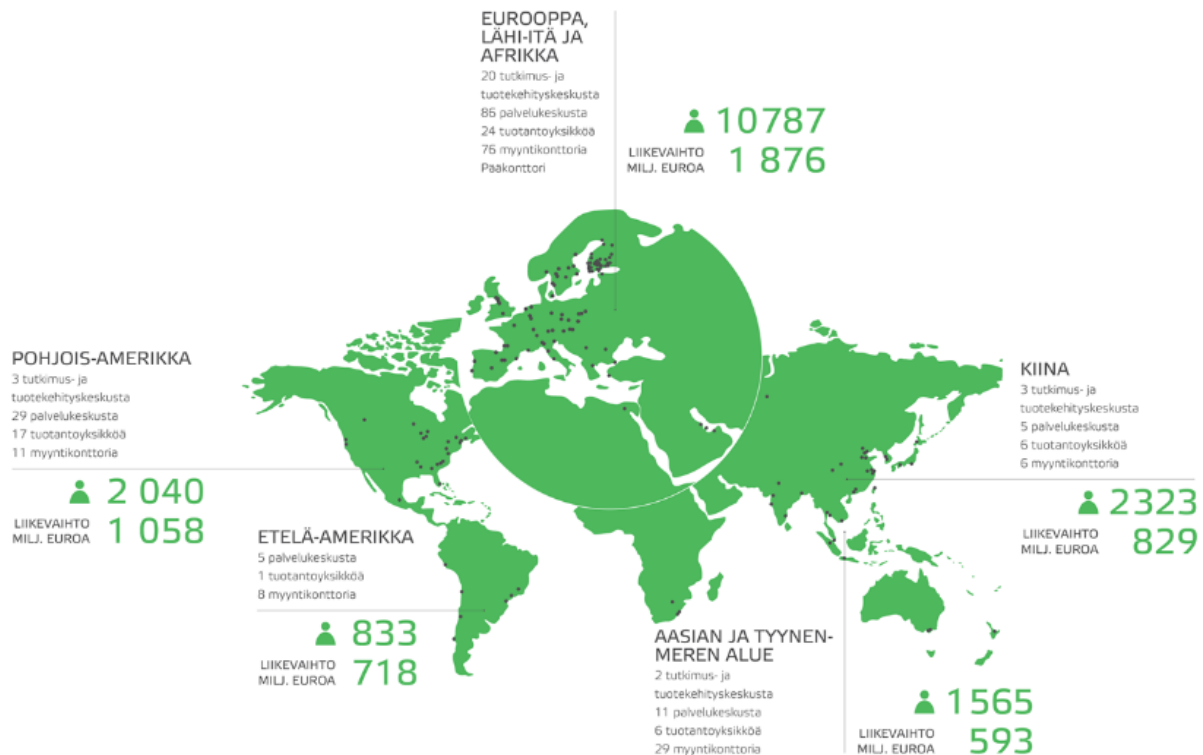 EUROOPPA,
LÄHI-ITÄ JA
AFRIKKA
20 tutkimus- ja
tuotekehityskeskusta
86 palvelukeskusta
24 tuotantoyksikköä
76 myyntikonttoria
Pääkonttori
10787
LIIKEVAIHTO
MILJ. EUROA
1 876
POHJOIS-AMERIKKA
3 tutkimus- ja
tuotekehityskeskusta
29 palvelukeskusta
17 tuotantoyksikköä
11 myyntikonttoria
2 040
LIIKEVAIHTO
MILJ. EUROA
1 058
ETELÄ-AMERIKKA
5 palvelukeskusta
1 tuotantoyksikköä
8 myyntikonttoria
833
LIIKEVAIHTO
MILJ. EUROA
718
KIINA
3 tutkimus- ja
tuotekehityskeskusta
5 palvelukeskusta
6 tuotantoyksikköä
6 myyntikonttoria
2323
LIIKEVAIHTO
MILJ. EUROA
829
AASIAN JA TYYNEN-
MEREN ALUE
2 tutkimus- ja
tuotekehityskeskusta
11 palvelukeskusta
6 tuotantoyksikköä
29 myyntikonttoria
1565
LIIKEVAIHTO
MILJ. EUROA
593